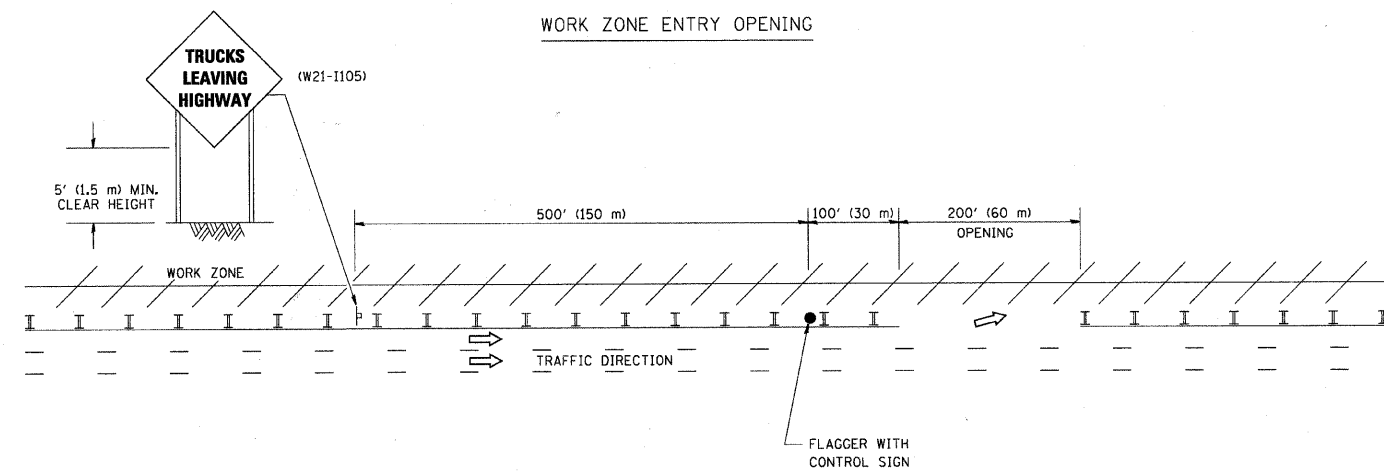 WORK ZONE ENTRY OPENING
TRUCKS
LEAVING
HIGHWAY
(W21-I105)
5' (1.5 m) MIN.
CLEAR HEIGHT
500' (150 m)
100' (30 m)
200' (60 m)
OPENING
WORK ZONE
TRAFFIC DIRECTION
FLAGGER WITH
CONTROL SIGN